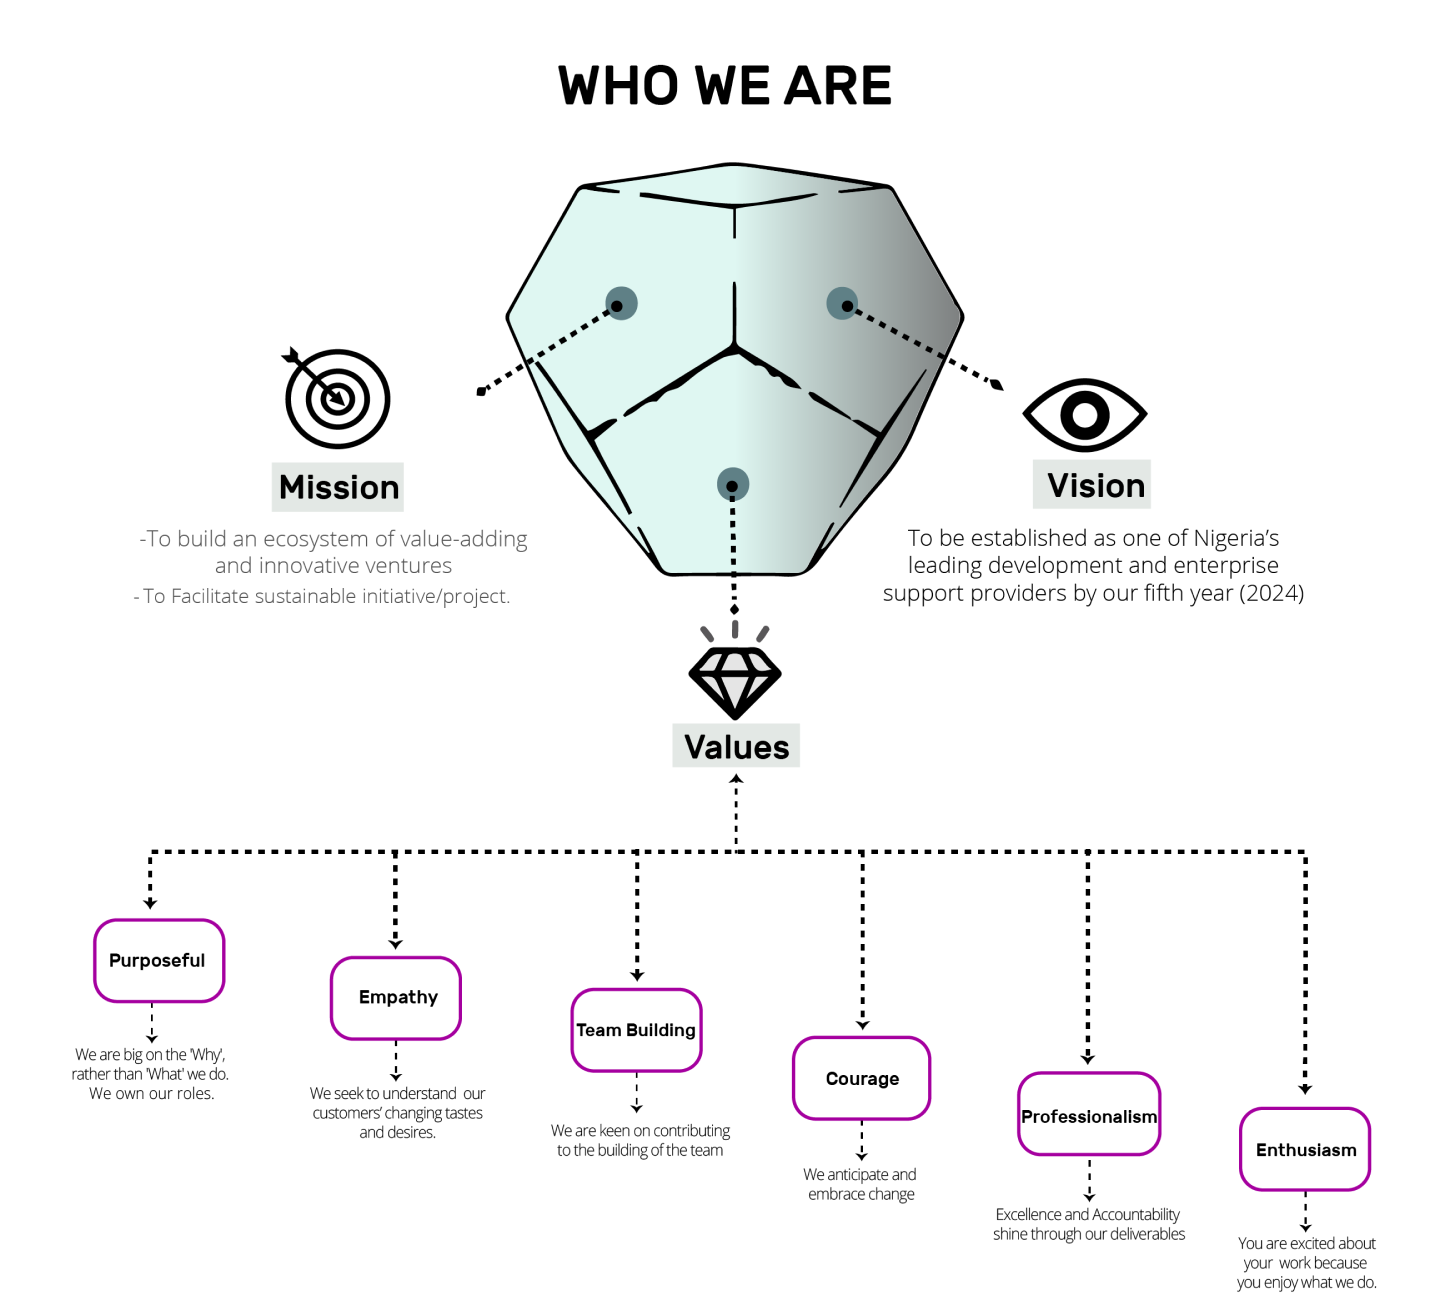 WHO WE ARE
Mission
-To build an ecosystem of value-adding
and innovative ventures
- To Facilitate sustainable initiative/project.
Vision
To be established as one of Nigeria’s
leading development and enterprise
support providers by our fifth year (2024)
Values
Purposeful
We are big on the 'Why',
rather than 'What' we do.
We own our roles.
Empathy
We seek to understand our
customers’ changing tastes
and desires.
Team Building
We are keen on contributing
to the building of the team
Courage
We anticipate and
embrace change
Professionalism
Excellence and Accountability
shine through our deliverables
Enthusiasm
You are excited about
your work because
you enjoy what we do.